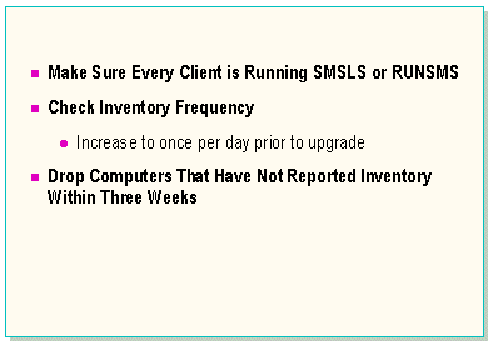 Make Sure Every Client is Running SMSLS or RUNSMS
Check Inventory Frequency
Increase to once per day prior to upgrade
Drop Computers That Have Not Reported Inventory
Within Three Weeks